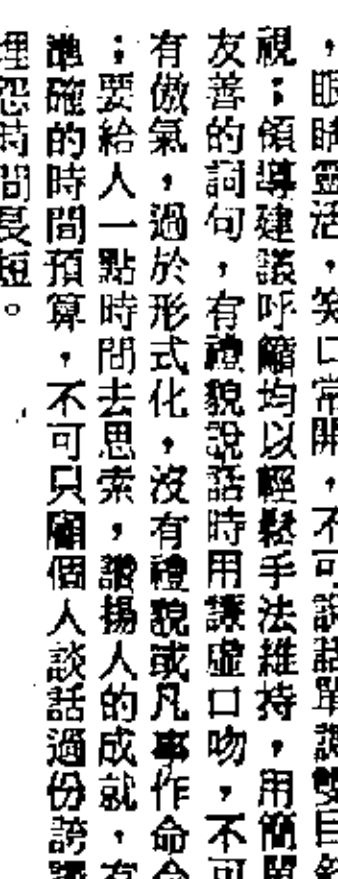 ，眼睛靈活，笑口常開，不可說話單調雙目
視；領導建議呼籲均以輕鬆手法維持，用簡單
友善的詞句，有禮貌說話時用謙虛口吻，不可
有傲氣，過於形式化，沒有禮貌或凡事作命令
；要給人一點時間去思索，讚揚人的成就，有
準確的時間預算，不可只顧個人談話過份誇
埋怨時間長短。